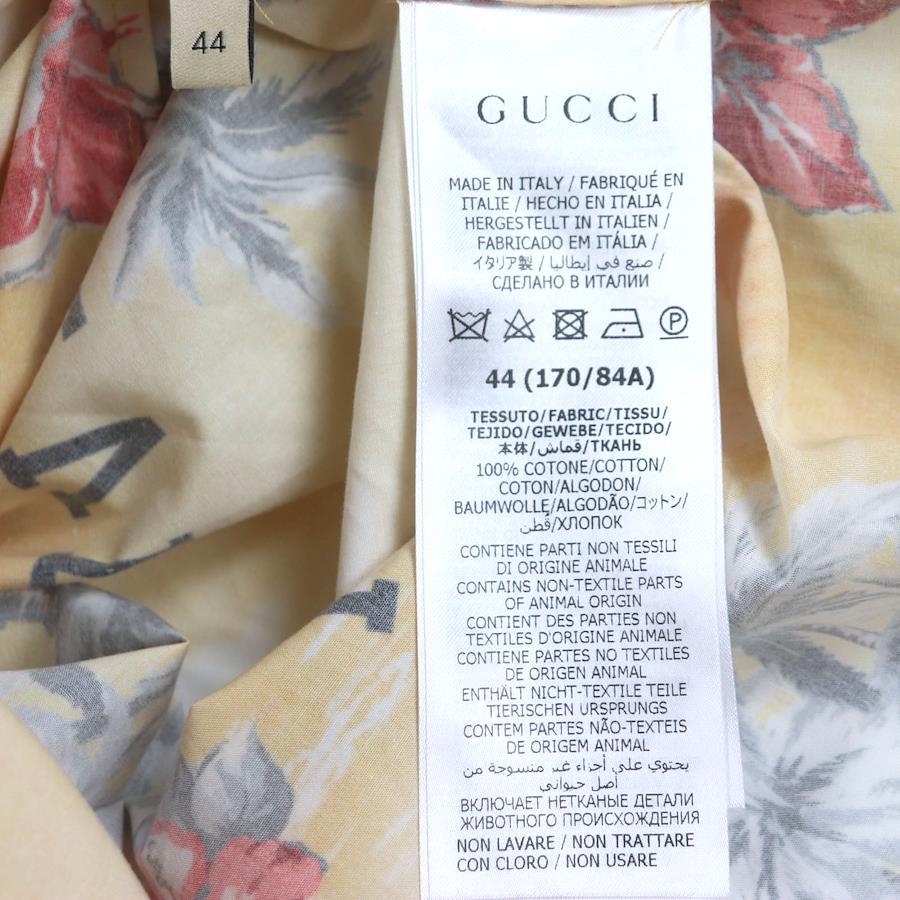 44
GUCCI
MADE IN ITALY / FABRIQUÉ EN
ITALIE / HECHO EN ITALIA /
HERGESTELLT IN ITALIEN /
FABRICADO EM ITÁLIA /
イタリア製 / صنع في إيطاليا /
СДЕЛАНО В ИТАЛИИ
P
44 (170/84A)
TESSUTO/FABRIC/TISSU/
TEJIDO/GEWEBE/TECIDO/
本体/قماش/ТКАНЬ
100% COTONE/COTTON/
COTON/ALGODON/
BAUMWOLLE/ALGODÃO/コットン/
قطن/ХЛОПОК
CONTIENE PARTI NON TESSILI
DI ORIGINE ANIMALE
CONTAINS NON-TEXTILE PARTS
OF ANIMAL ORIGIN
CONTIENT DES PARTIES NON
TEXTILES D'ORIGINE ANIMALE
CONTIENE PARTES NO TEXTILES
DE ORIGEN ANIMAL
ENTHÄLT NICHT-TEXTILE TEILE
TIERISCHEN URSPRUNGS
CONTEM PARTES NÃO-TEXTEIS
DE ORIGEM ANIMAL
يحتوي على أجزاء غير منسوجة من
أصل حيواني
ВКЛЮЧАЕТ НЕТКАНЫЕ ДЕТАЛИ
ЖИВОТНОГО ПРОИСХОЖДЕНИЯ
NON LAVARE / NON TRATTARE
CON CLORO / NON USARE